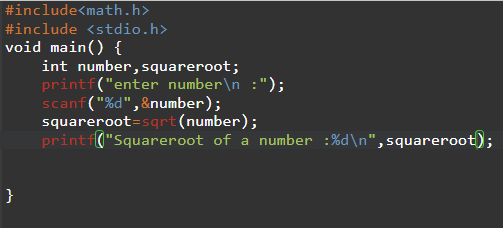 #include<math.h>
#include <stdio.h>
void main() {
int number,squareroot;
printf("enter number\n :");
scanf("%d",&number);
squareroot=sqrt(number);
printf("Squareroot of a number :%d\n",squareroot);
}